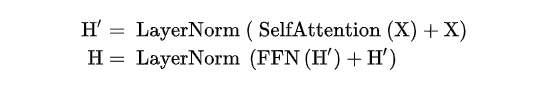 H′ = LayerNorm ( SelfAttention (X) + X)
H = LayerNorm (FFN (H′) + H′)